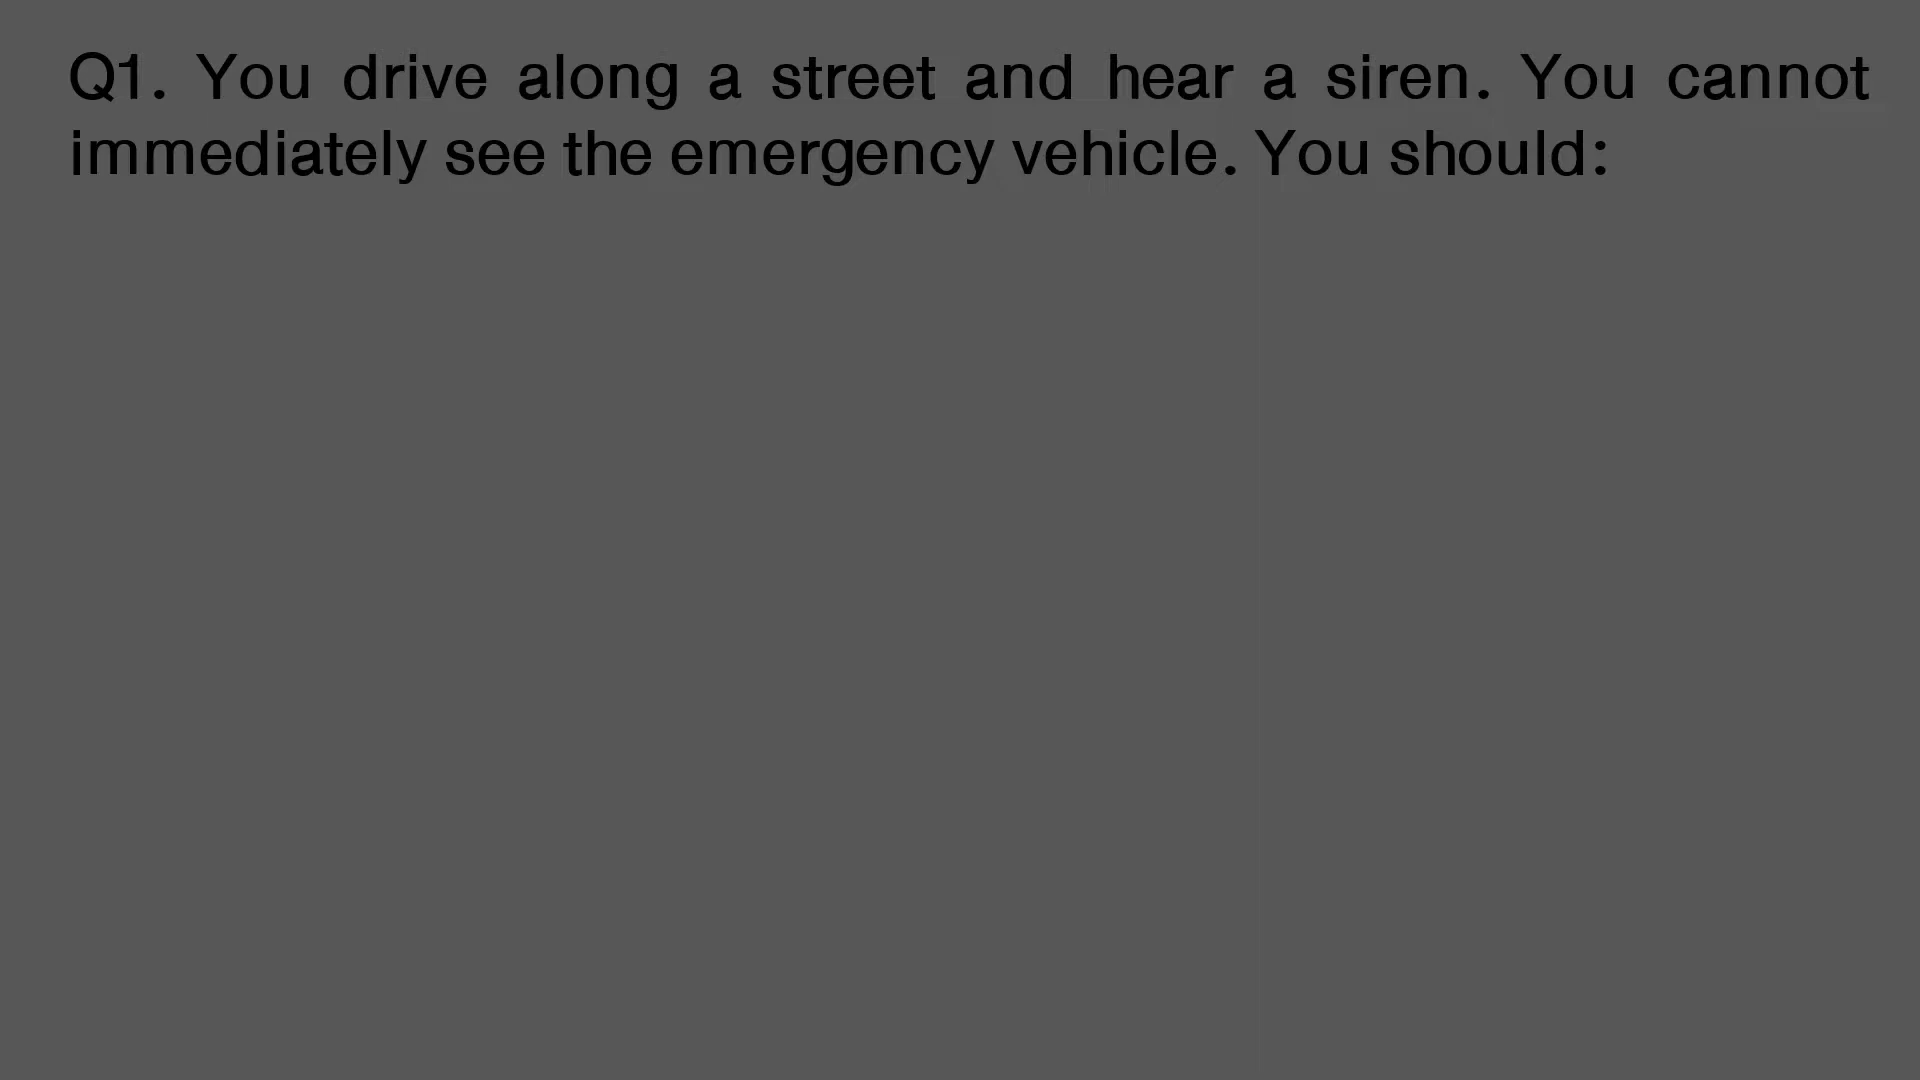 Q1. You drive along a street and hear a siren. You cannot
immediately see the emergency vehicle. You should: